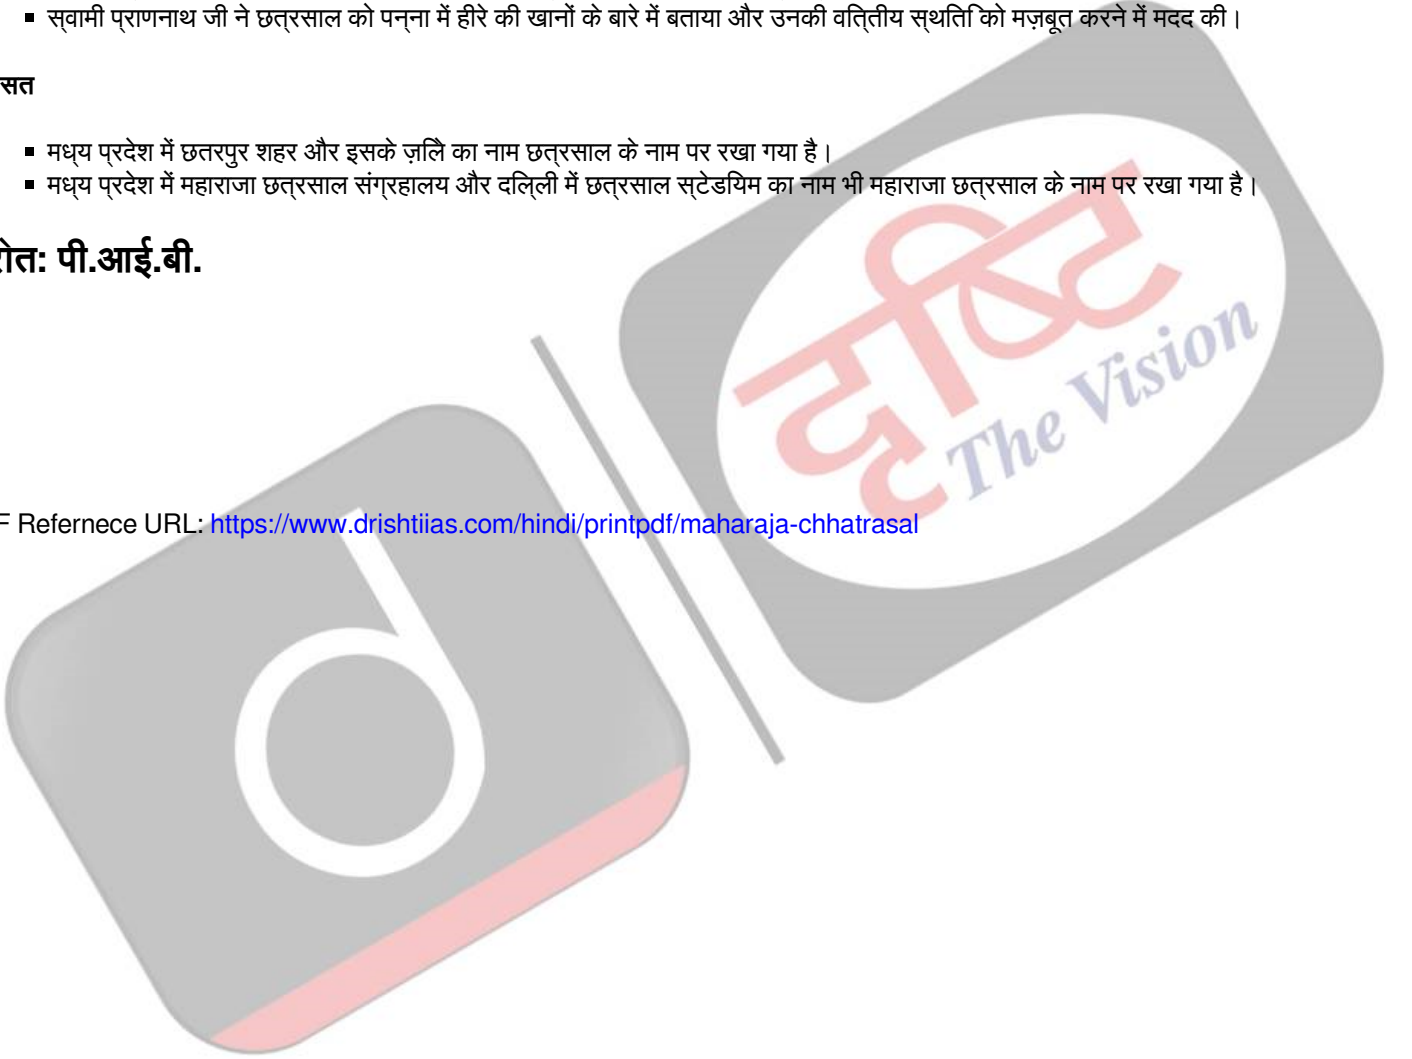 ▪ स्वामी प्राणनाथ जी ने छत्रसाल को पन्ना में हीरे की खानों के बारे में बताया और उनकी वित्तीय स्थिति को मज़बूत करने में मदद की।
सत
▪ मध्य प्रदेश में छतरपुर शहर और इसके ज़िले का नाम छत्रसाल के नाम पर रखा गया है।
▪ मध्य प्रदेश में महाराजा छत्रसाल संग्रहालय और दिल्ली में छत्रसाल स्टेडियम का नाम भी महाराजा छत्रसाल के नाम पर रखा गया है।
रोत: पी.आई.बी.
दृष्टि
The Vision
F Refernece URL: https://www.drishtiias.com/hindi/printpdf/maharaja-chhatrasal
d